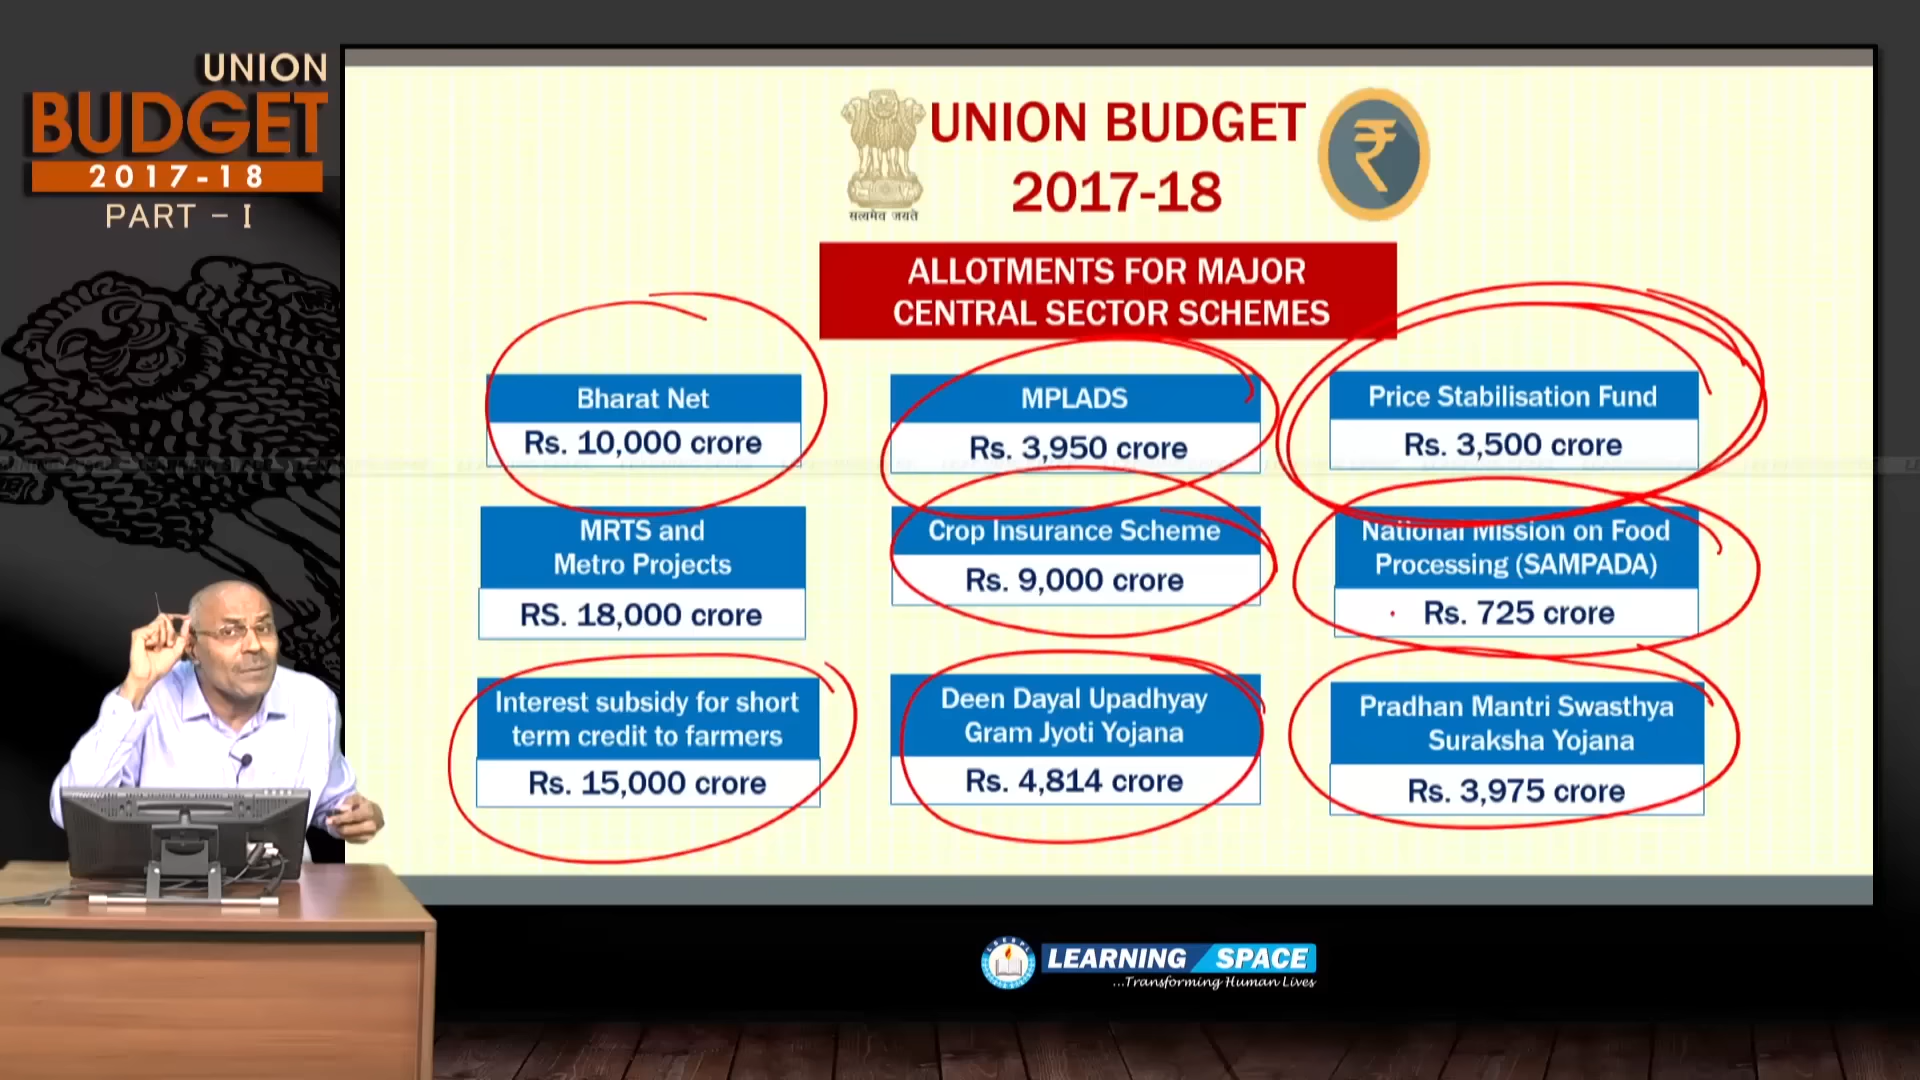 UNION
BUDGET
2017-18
PART – I
UNION BUDGET
2017-18
सत्यमेव जयते
ALLOTMENTS FOR MAJOR
CENTRAL SECTOR SCHEMES
Bharat Net
Rs. 10,000 crore
MPLADS
Rs. 3,950 crore
Price Stabilisation Fund
Rs. 3,500 crore
MRTS and
Metro Projects
RS. 18,000 crore
Crop Insurance Scheme
Rs. 9,000 crore
National Mission on Food
Processing (SAMPADA)
Rs. 725 crore
Interest subsidy for short
term credit to farmers
Rs. 15,000 crore
Deen Dayal Upadhyay
Gram Jyoti Yojana
Rs. 4,814 crore
Pradhan Mantri Swasthya
Suraksha Yojana
Rs. 3,975 crore
LEARNING SPACE
...Transforming Human Lives